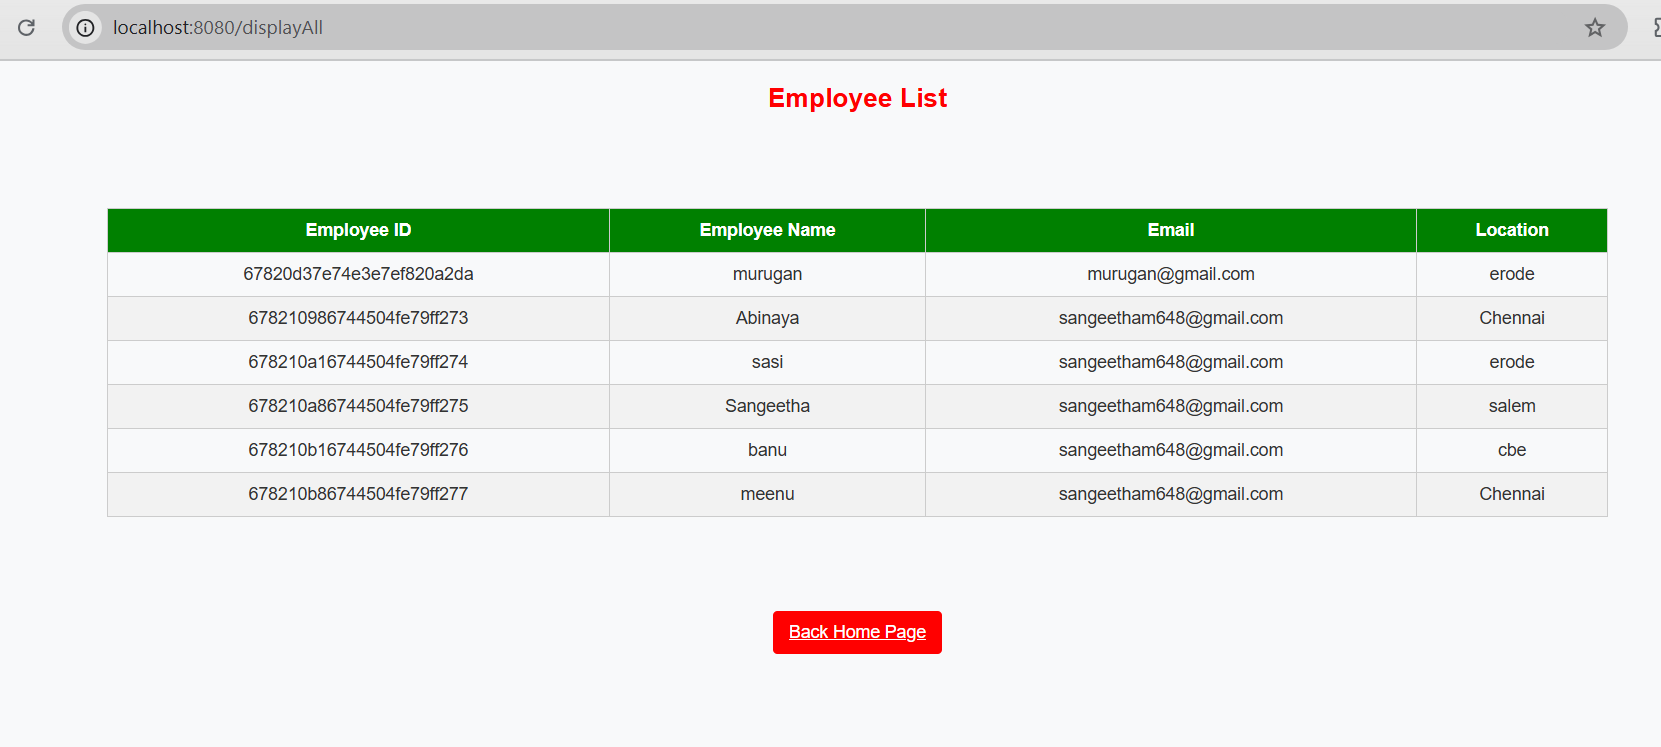 localhost:8080/displayAll
Employee List
Employee ID Employee Name Email Location
67820d37e74e3e7ef820a2da murugan murugan@gmail.com erode
678210986744504fe79ff273 Abinaya sangeetham648@gmail.com Chennai
678210a16744504fe79ff274 sasi sangeetham648@gmail.com erode
678210a86744504fe79ff275 Sangeetha sangeetham648@gmail.com salem
678210b16744504fe79ff276 banu sangeetham648@gmail.com cbe
678210b86744504fe79ff277 meenu sangeetham648@gmail.com Chennai
Back Home Page